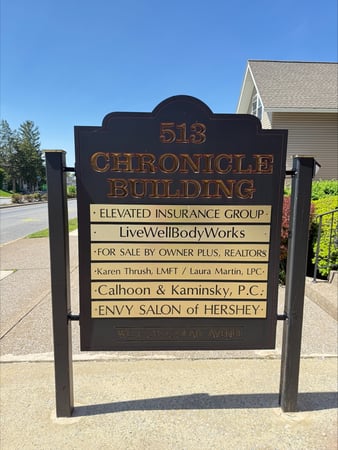 513
CHRONICLE
BUILDING
ELEVATED INSURANCE GROUP
LiveWellBodyWorks
FOR SALE BY OWNER PLUS, REALTORS
Karen Thrush, LMFT / Laura Martin, LPC
Calhoon & Kaminsky, P.C.
ENVY SALON of HERSHEY
AVENUE